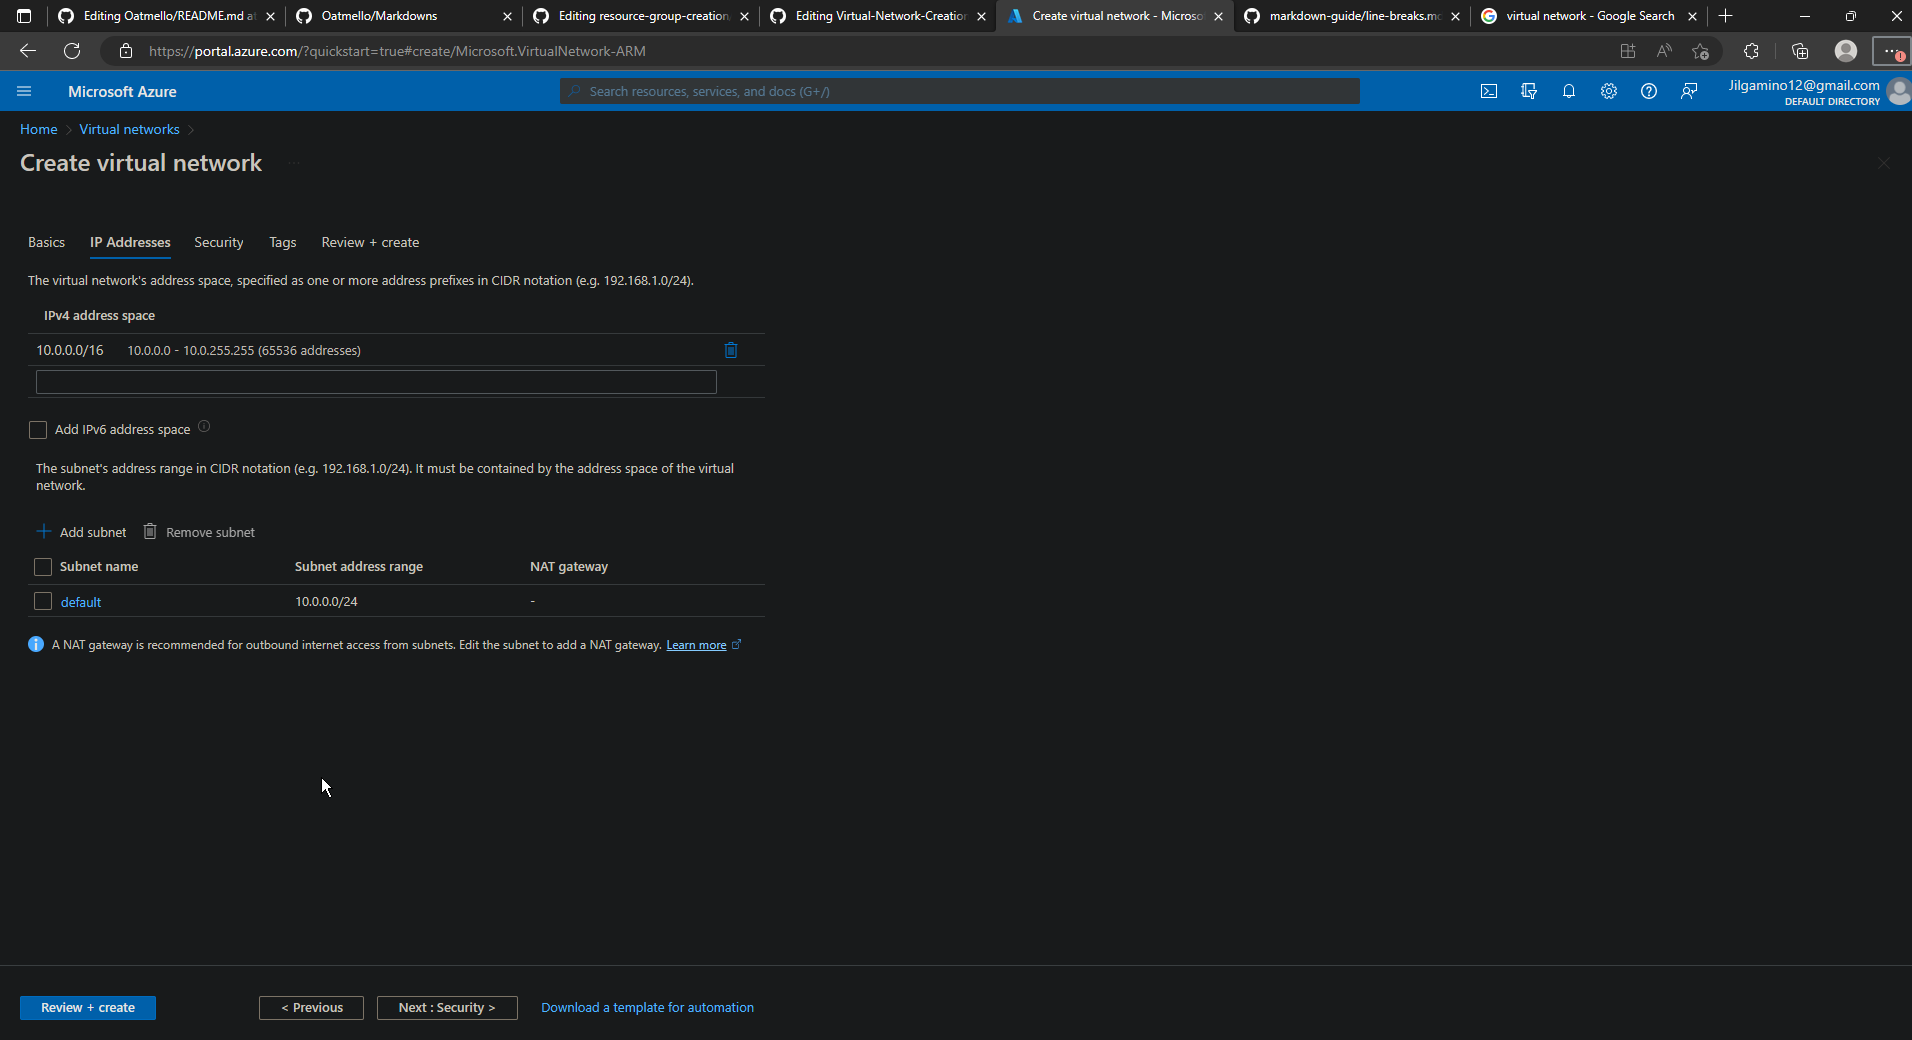 Editing Oatmello/README.md at
Oatmello/Markdowns
Editing resource-group-creation
Editing Virtual-Network-Creation
Create virtual network - Microso
markdown-guide/line-breaks.mc
virtual network - Google Search
https://portal.azure.com/?quickstart=true#create/Microsoft.VirtualNetwork-ARM
Microsoft Azure
Search resources, services, and docs (G+/)
Jilgamino12@gmail.com
DEFAULT DIRECTORY
Home > Virtual networks >
Create virtual network ...
Basics IP Addresses Security Tags Review + create
The virtual network's address space, specified as one or more address prefixes in CIDR notation (e.g. 192.168.1.0/24).
IPv4 address space
10.0.0.0/16 10.0.0.0 - 10.0.255.255 (65536 addresses)
Add IPv6 address space
The subnet's address range in CIDR notation (e.g. 192.168.1.0/24). It must be contained by the address space of the virtual
network.
+ Add subnet Remove subnet
Subnet name Subnet address range NAT gateway
default 10.0.0.0/24 -
A NAT gateway is recommended for outbound internet access from subnets. Edit the subnet to add a NAT gateway. Learn more
Review + create < Previous Next : Security > Download a template for automation